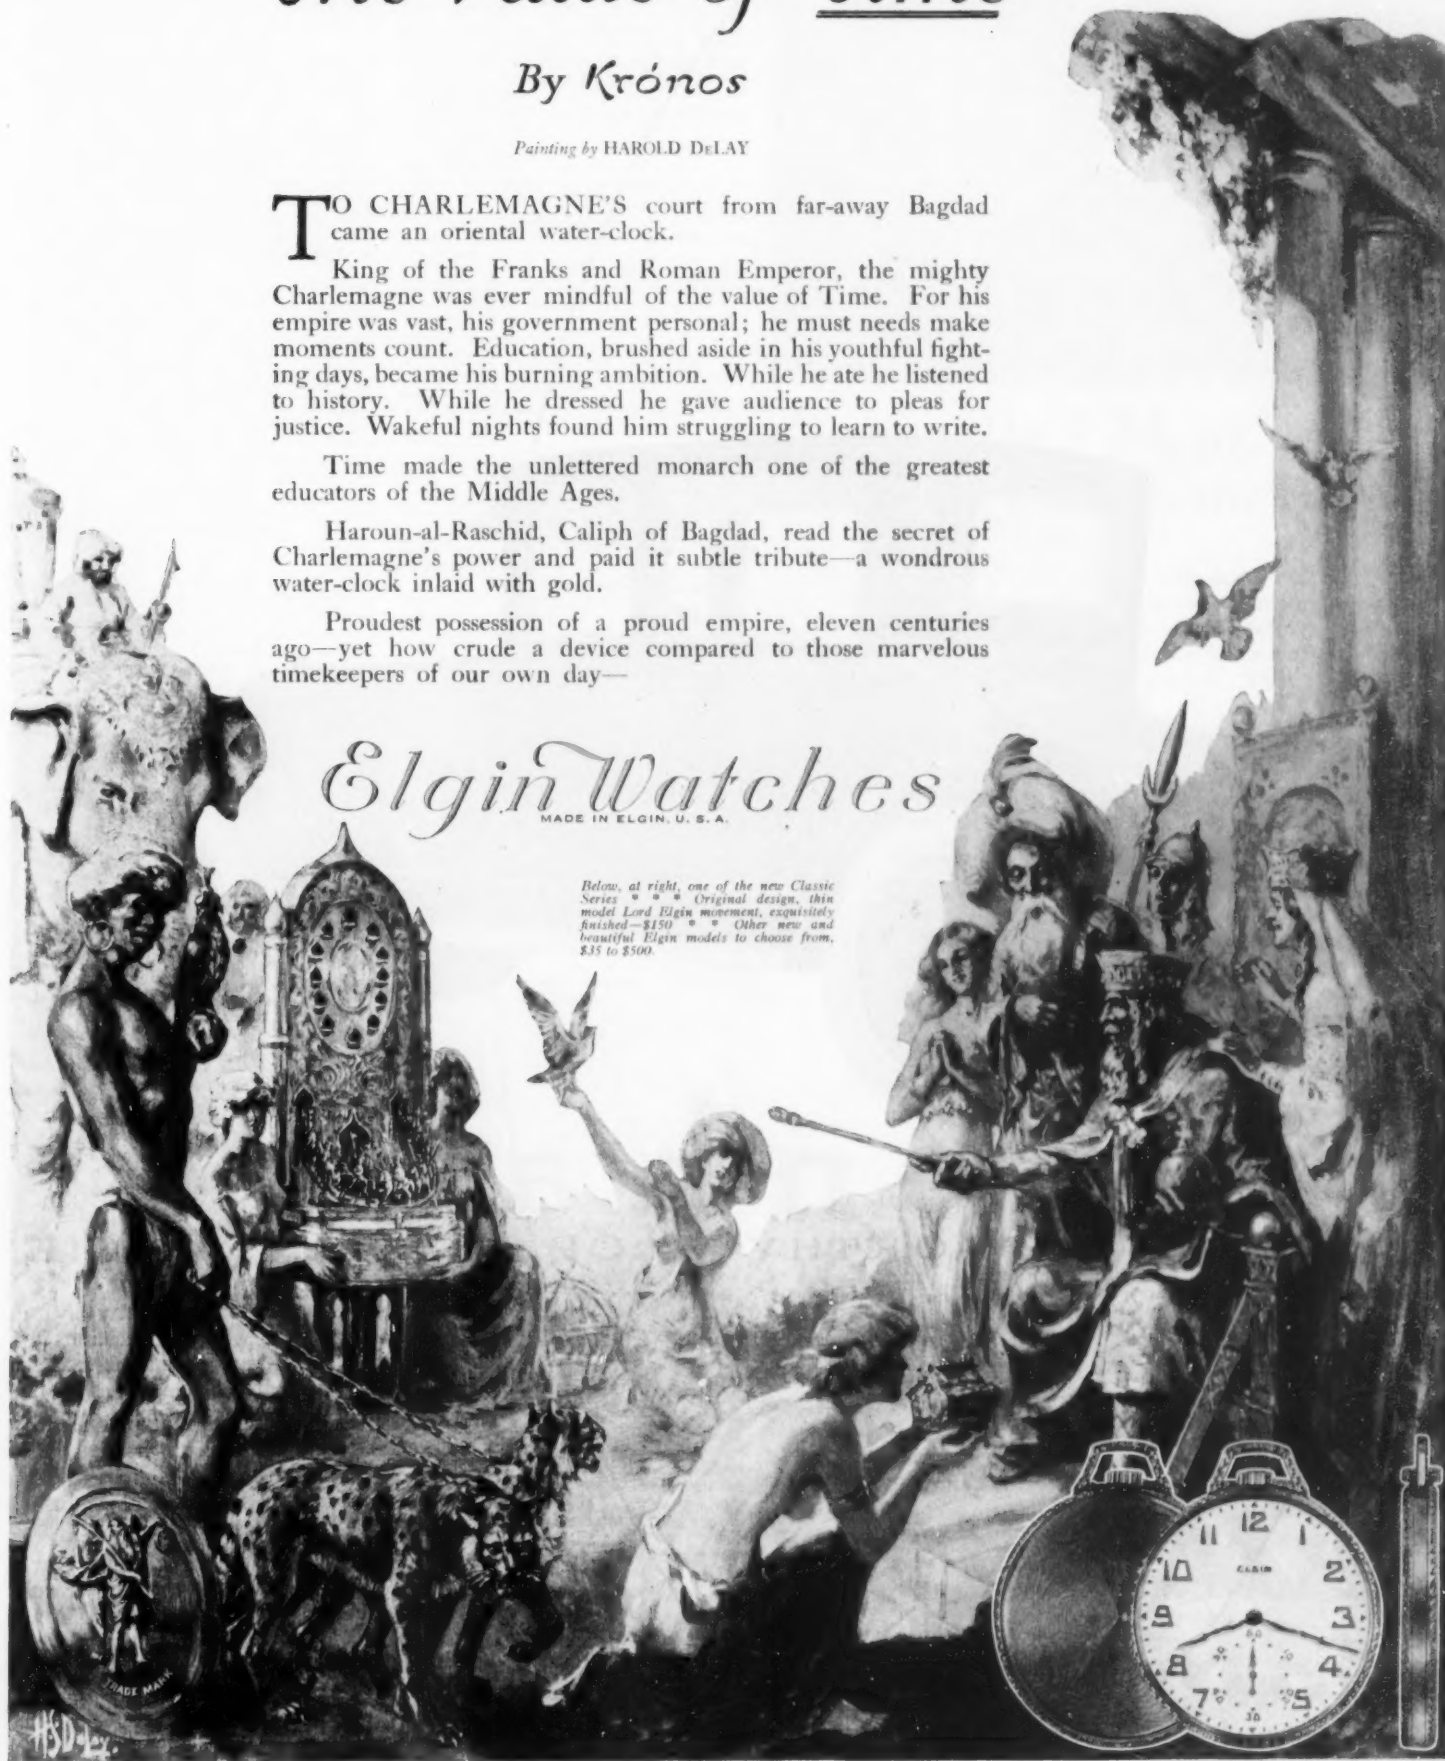 The Value of Time
By Krónos
Painting by HAROLD DELAY
TO CHARLEMAGNE'S court from far-away Bagdad
came an oriental water-clock.
King of the Franks and Roman Emperor, the mighty
Charlemagne was ever mindful of the value of Time. For his
empire was vast, his government personal; he must needs make
moments count. Education, brushed aside in his youthful fight-
ing days, became his burning ambition. While he ate he listened
to history. While he dressed he gave audience to pleas for
justice. Wakeful nights found him struggling to learn to write.
Time made the unlettered monarch one of the greatest
educators of the Middle Ages.
Haroun-al-Raschid, Caliph of Bagdad, read the secret of
Charlemagne's power and paid it subtle tribute—a wondrous
water-clock inlaid with gold.
Proudest possession of a proud empire, eleven centuries
ago—yet how crude a device compared to those marvelous
timekeepers of our own day—
Elgin Watches
MADE IN ELGIN, U. S. A.
Below, at right, one of the new Classic
Series * * * Original design, thin
model Lord Elgin movement, exquisitely
finished—$150 * * Other new and
beautiful Elgin models to choose from,
$35 to $500.
TRADE MARK
H.S. DeLay.
ELGIN
12
1
2
3
4
5
7
8
9
10
11
60
30